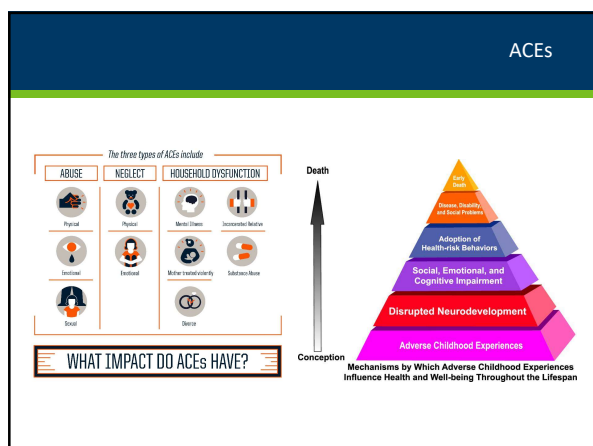 ACEs
The three types of ACEs include
ABUSE
NEGLECT
HOUSEHOLD DYSFUNCTION
Physical
Physical
Mental Illness
Incarcerated Relative
Emotional
Emotional
Mother treated violently
Substance Abuse
Sexual
Divorce
WHAT IMPACT DO ACEs HAVE?
Death
Conception
Early
Death
Disease, Disability,
and Social Problems
Adoption of
Health-risk Behaviors
Social, Emotional, and
Cognitive Impairment
Disrupted Neurodevelopment
Adverse Childhood Experiences
Mechanisms by Which Adverse Childhood Experiences
Influence Health and Well-being Throughout the Lifespan